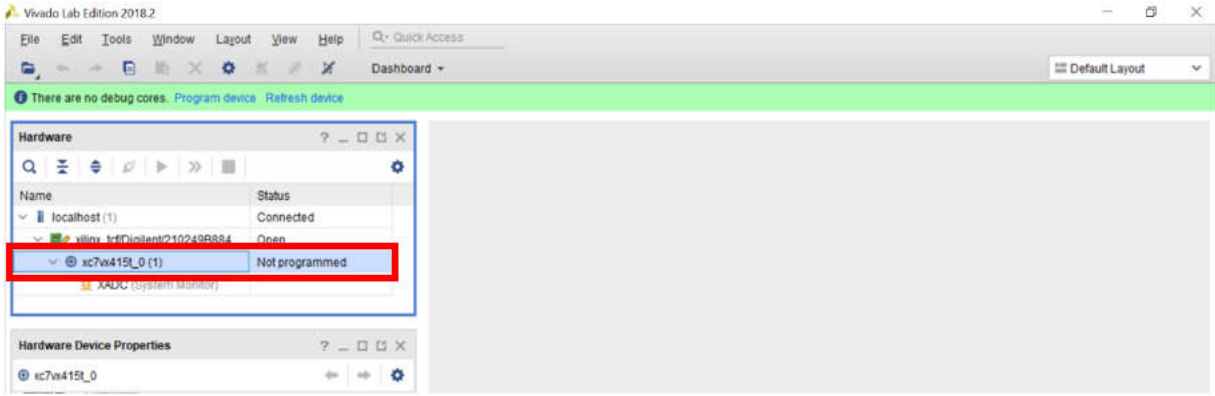 Vivado Lab Edition 2018.2
File Edit Tools Window Layout View Help Q- Quick Access
Dashboard Default Layout
There are no debug cores. Program device Refresh device
Hardware
Name Status
localhost (1) Connected
xilinx_tcf/Digilent/210249B884 Open
xc7vx415t_0 (1) Not programmed
XADC (System Monitor)
Hardware Device Properties
xc7vx415t_0